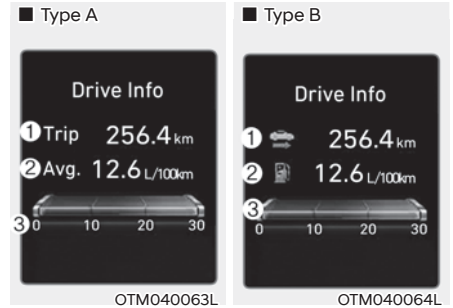 ■ Type A
Drive Info
① Trip 256.4 km
② Avg. 12.6 L/100km
③
0 10 20 30
OTM040063L
■ Type B
Drive Info
① 256.4 km
② 12.6 L/100km
③
0 10 20 30
OTM040064L